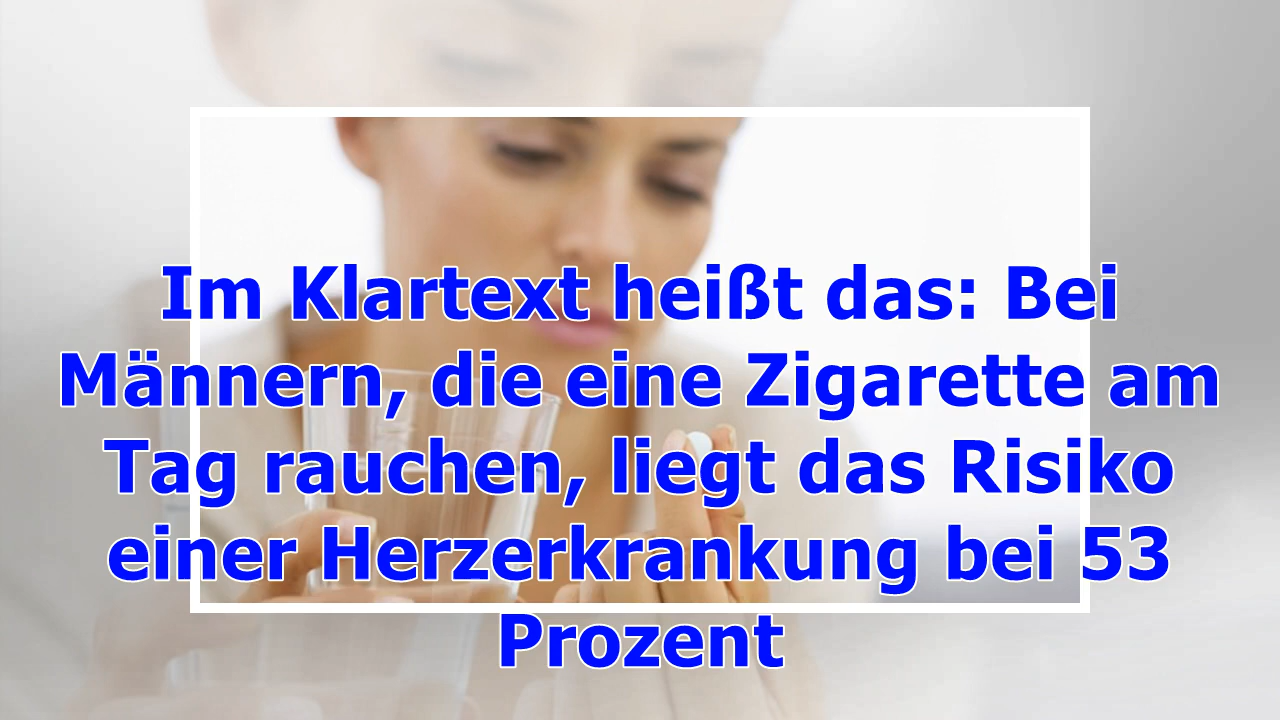 Im Klartext heißt das: Bei
Männern, die eine Zigarette am
Tag rauchen, liegt das Risiko
einer Herzerkrankung bei 53
Prozent